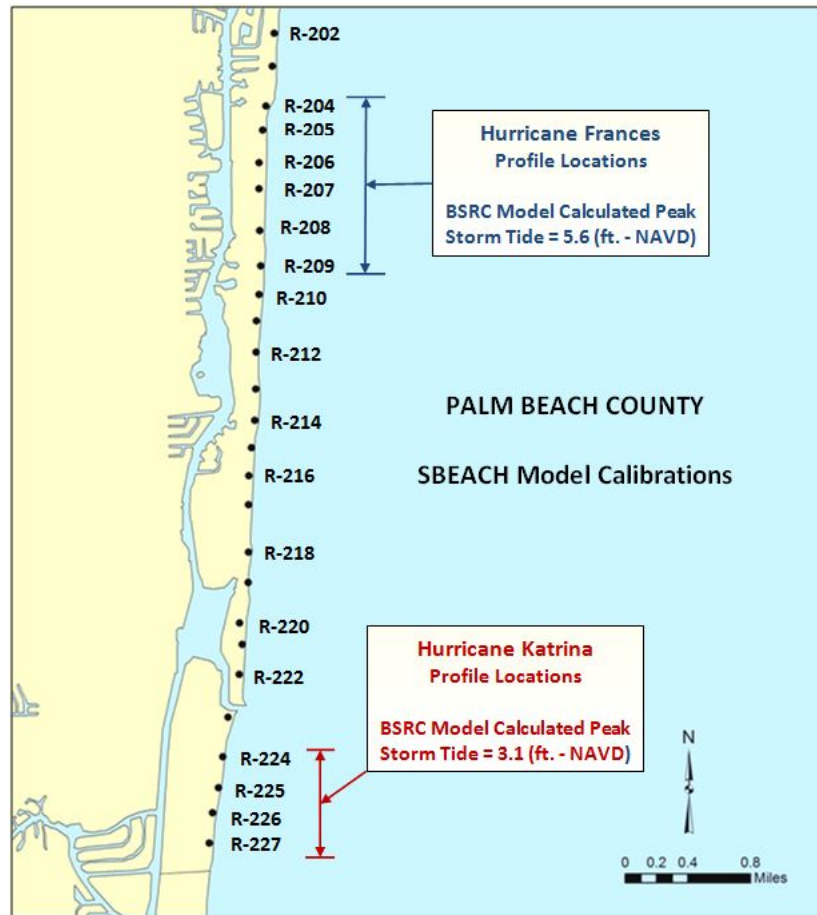 R-202
R-204
R-205
R-206
R-207
R-208
R-209
R-210
R-212
R-214
R-216
R-218
R-220
R-222
R-224
R-225
R-226
R-227
Hurricane Frances
Profile Locations
BSRC Model Calculated Peak
Storm Tide = 5.6 (ft. - NAVD)
PALM BEACH COUNTY
SBEACH Model Calibrations
Hurricane Katrina
Profile Locations
BSRC Model Calculated Peak
Storm Tide = 3.1 (ft. - NAVD)
N
0 0.2 0.4 0.8
Miles